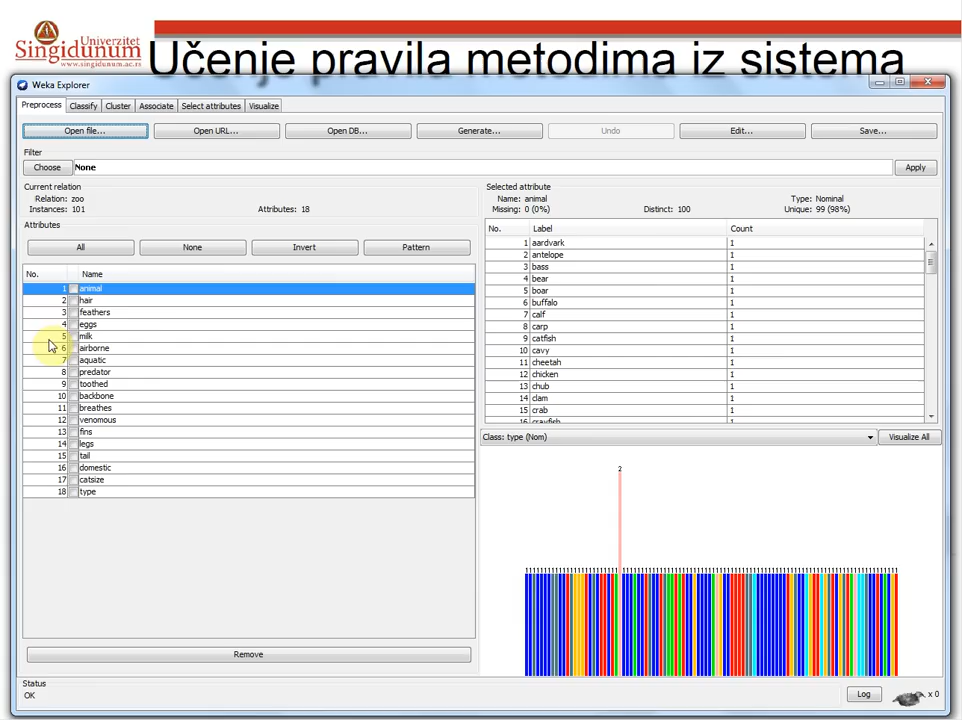 Univerzitet
Singidunum
www.singidunum.ac.rs
Učenje pravila metodima iz sistema
Weka Explorer
Preprocess Classify Cluster Associate Select attributes Visualize
Open file... Open URL... Open DB... Generate... Undo Edit... Save...
Filter
Choose None Apply
Current relation
Relation: zoo
Instances: 101 Attributes: 18
Attributes
All None Invert Pattern
No. Name
1 animal
2 hair
3 feathers
4 eggs
5 milk
6 airborne
7 aquatic
8 predator
9 toothed
10 backbone
11 breathes
12 venomous
13 fins
14 legs
15 tail
16 domestic
17 catsize
18 type
Remove
Selected attribute
Name: animal Type: Nominal
Missing: 0 (0%) Distinct: 100 Unique: 99 (98%)
No. Label Count
1 aardvark 1
2 antelope 1
3 bass 1
4 bear 1
5 boar 1
6 buffalo 1
7 calf 1
8 carp 1
9 catfish 1
10 cavy 1
11 cheetah 1
12 chicken 1
13 chub 1
14 clam 1
15 crab 1
16 crayfish 1
Class: type (Nom) Visualize All
2
Status
OK
Log x 0